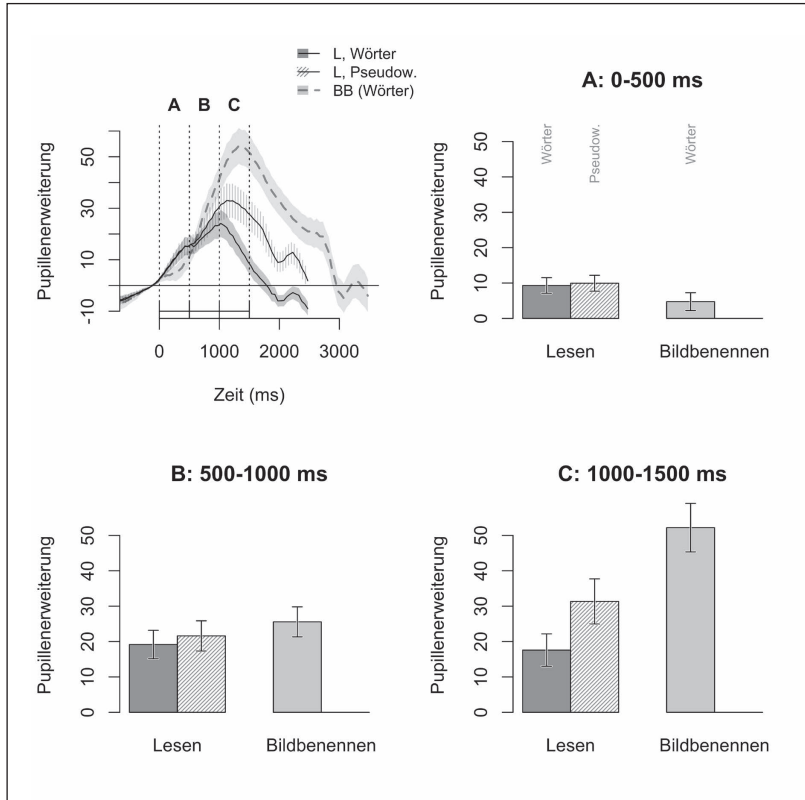 L, Wörter
L, Pseudow.
BB (Wörter)
A B C
Pupillenerweiterung
-10 10 30 50
0 1000 2000 3000
Zeit (ms)
A: 0-500 ms
Wörter
Pseudow.
Wörter
Pupillenerweiterung
0 10 20 30 40 50
Lesen Bildbenennen
B: 500-1000 ms
Pupillenerweiterung
0 10 20 30 40 50
Lesen Bildbenennen
C: 1000-1500 ms
Pupillenerweiterung
0 10 20 30 40 50
Lesen Bildbenennen